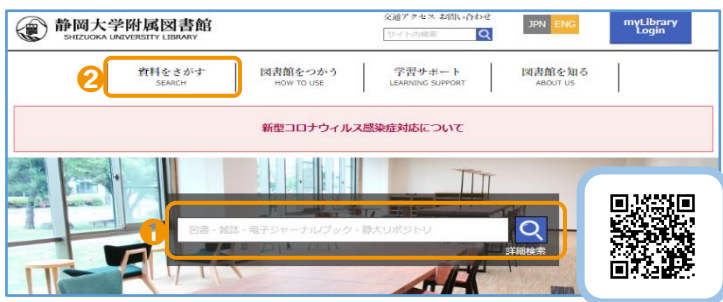 静岡大学附属図書館
SHIZUOKA UNIVERSITY LIBRARY
交通アクセス お問い合わせ
サイト内検索
JPN ENG
myLibrary
Login
❷
資料をさがす
SEARCH
図書館をつかう
HOW TO USE
学習サポート
LEARNING SUPPORT
図書館を知る
ABOUT US
新型コロナウィルス感染症対応について
❶
図書・雑誌・電子ジャーナル/ブック・静大リポジトリ
詳細検索